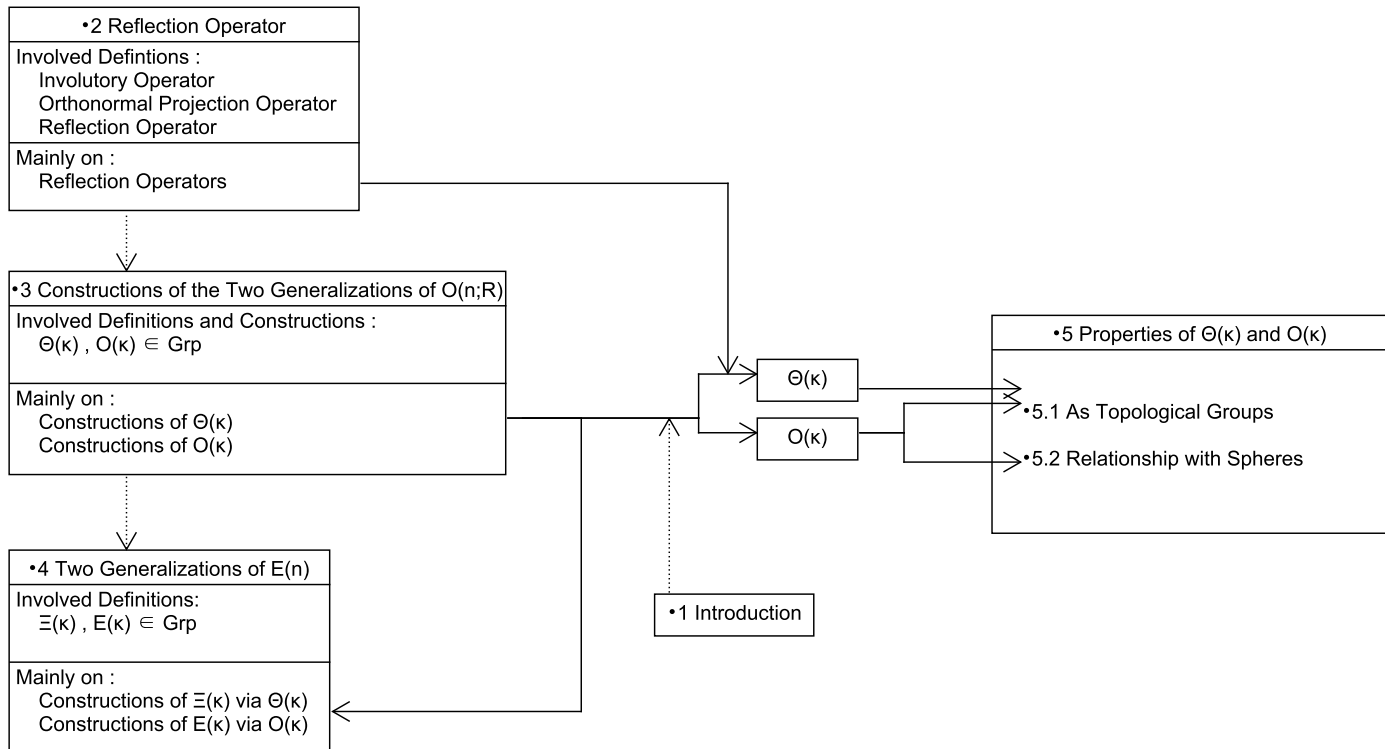 •2 Reflection Operator
Involved Defintions :
Involutory Operator
Orthonormal Projection Operator
Reflection Operator
Mainly on :
Reflection Operators
•3 Constructions of the Two Generalizations of O(n;R)
Involved Definitions and Constructions :
Θ(κ) , O(κ) ∈ Grp
Mainly on :
Constructions of Θ(κ)
Constructions of O(κ)
•4 Two Generalizations of E(n)
Involved Definitions:
Ξ(κ) , E(κ) ∈ Grp
Mainly on :
Constructions of Ξ(κ) via Θ(κ)
Constructions of E(κ) via O(κ)
•1 Introduction
Θ(κ)
O(κ)
•5 Properties of Θ(κ) and O(κ)
•5.1 As Topological Groups
•5.2 Relationship with Spheres